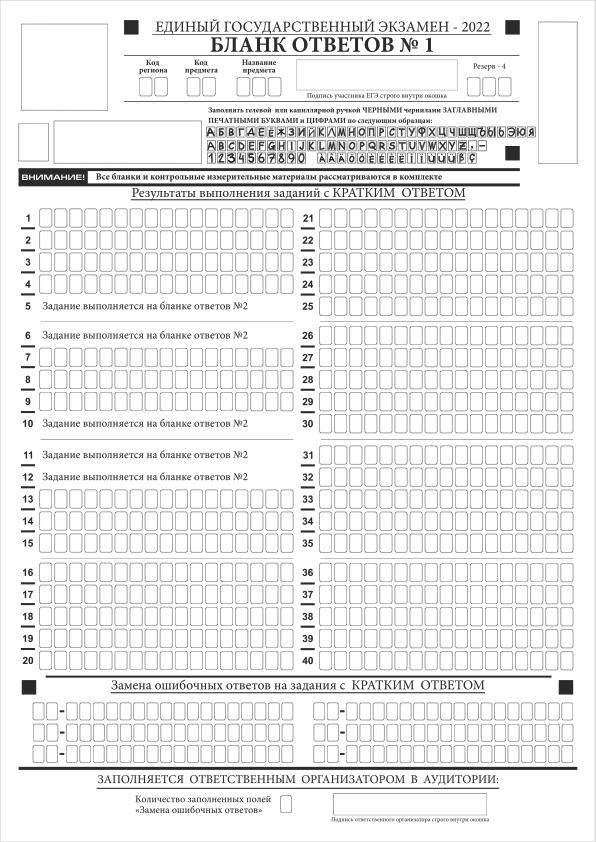 ЕДИНЫЙ ГОСУДАРСТВЕННЫЙ ЭКЗАМЕН - 2022
БЛАНК ОТВЕТОВ № 1
Код региона
Код предмета
Название предмета
Резерв - 4
Подпись участника ЕГЭ строго внутри окошка
Заполнять гелевой или капиллярной ручкой ЧЕРНЫМИ чернилами ЗАГЛАВНЫМИ
ПЕЧАТНЫМИ БУКВАМИ и ЦИФРАМИ по следующим образцам:
АБВГДЕЁЖЗИЙКЛМНОПРСТУФХЦЧШЩЪЫЬЭЮЯ
ABCDEFGHIJKLMNOPQRSTUVWXYZ,-
1234567890
ВНИМАНИЕ! Все бланки и контрольные измерительные материалы рассматриваются в комплекте
Результаты выполнения заданий с КРАТКИМ ОТВЕТОМ
1 21
2 22
3 23
4 24
5 Задание выполняется на бланке ответов №2 25
6 Задание выполняется на бланке ответов №2 26
7 27
8 28
9 29
10 Задание выполняется на бланке ответов №2 30
11 Задание выполняется на бланке ответов №2 31
12 Задание выполняется на бланке ответов №2 32
13 33
14 34
15 35
16 36
17 37
18 38
19 39
20 40
Замена ошибочных ответов на задания с КРАТКИМ ОТВЕТОМ
- -
- -
- -
ЗАПОЛНЯЕТСЯ ОТВЕТСТВЕННЫМ ОРГАНИЗАТОРОМ В АУДИТОРИИ:
Количество заполненных полей
«Замена ошибочных ответов»
Подпись ответственного организатора строго внутри окошка